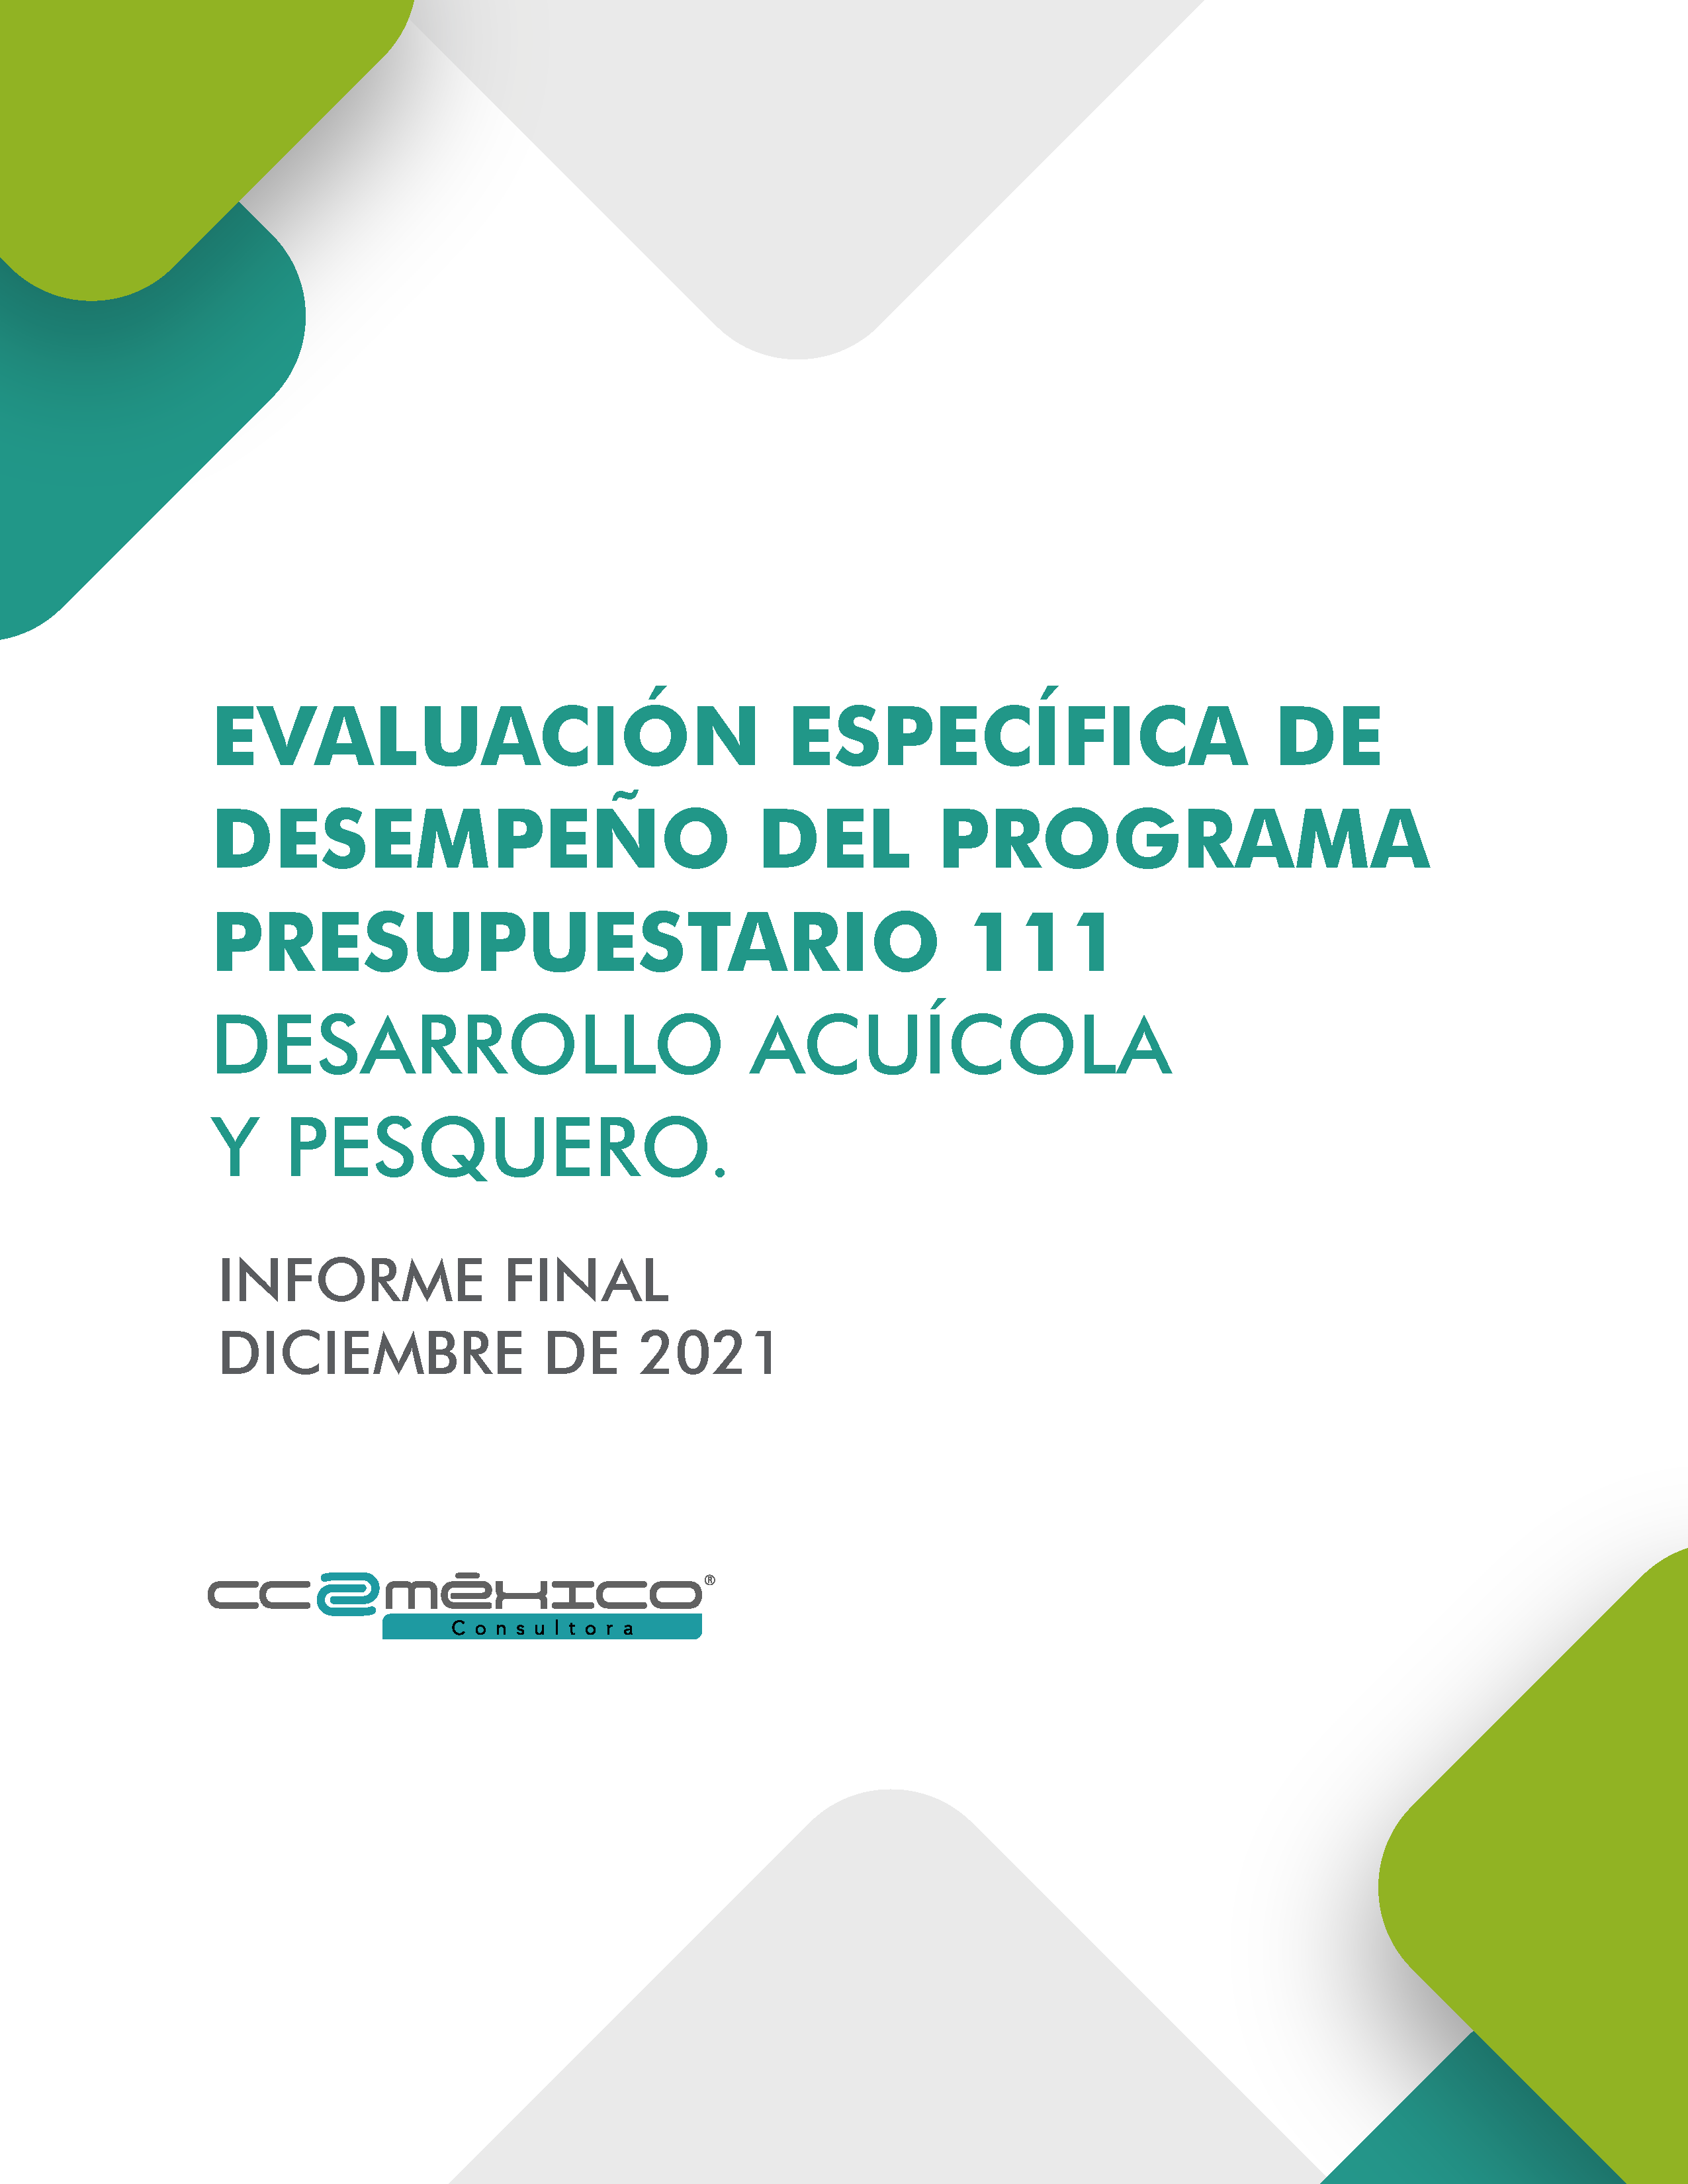 EVALUACIÓN ESPECÍFICA DE
DESEMPEÑO DEL PROGRAMA
PRESUPUESTARIO 111
DESARROLLO ACUÍCOLA
Y PESQUERO.
INFORME FINAL
DICIEMBRE DE 2021
CC2méxico®
Consultora